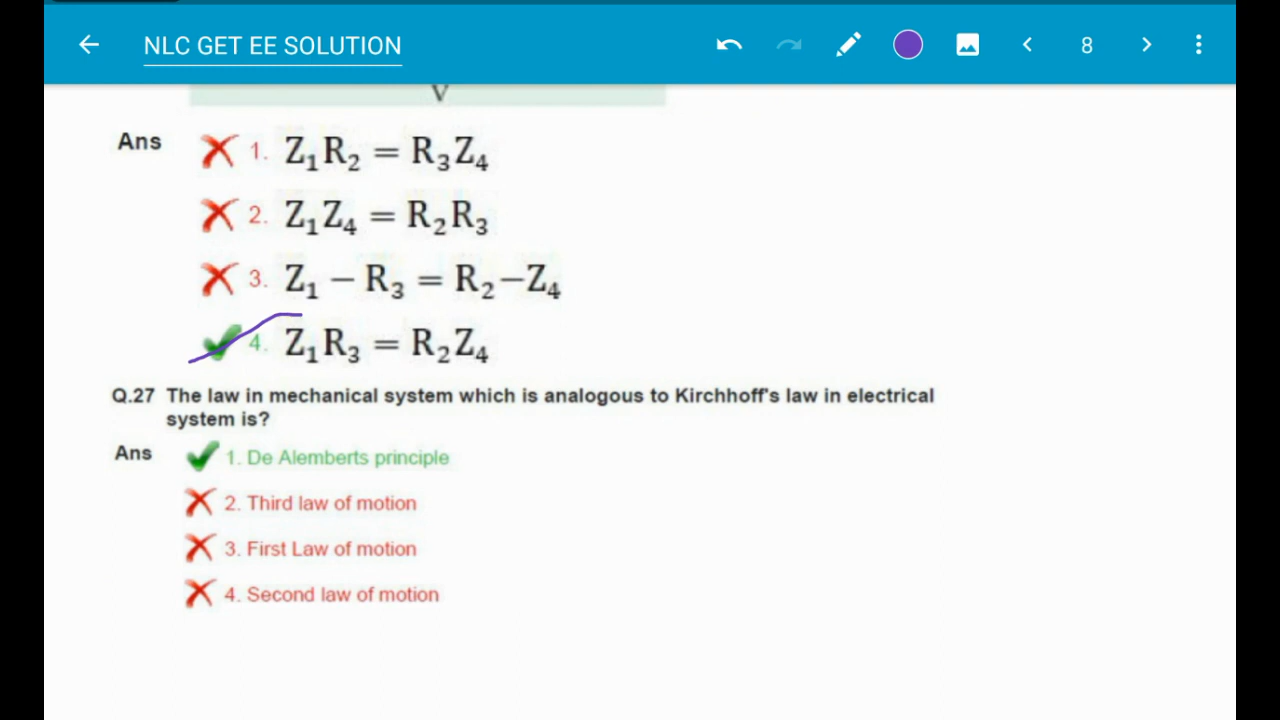 NLC GET EE SOLUTION
8
V
Ans
1. Z₁R₂ = R₃Z₄
2. Z₁Z₄ = R₂R₃
3. Z₁ − R₃ = R₂−Z₄
4. Z₁R₃ = R₂Z₄
Q.27 The law in mechanical system which is analogous to Kirchhoff's law in electrical
system is?
Ans
1. De Alemberts principle
2. Third law of motion
3. First Law of motion
4. Second law of motion